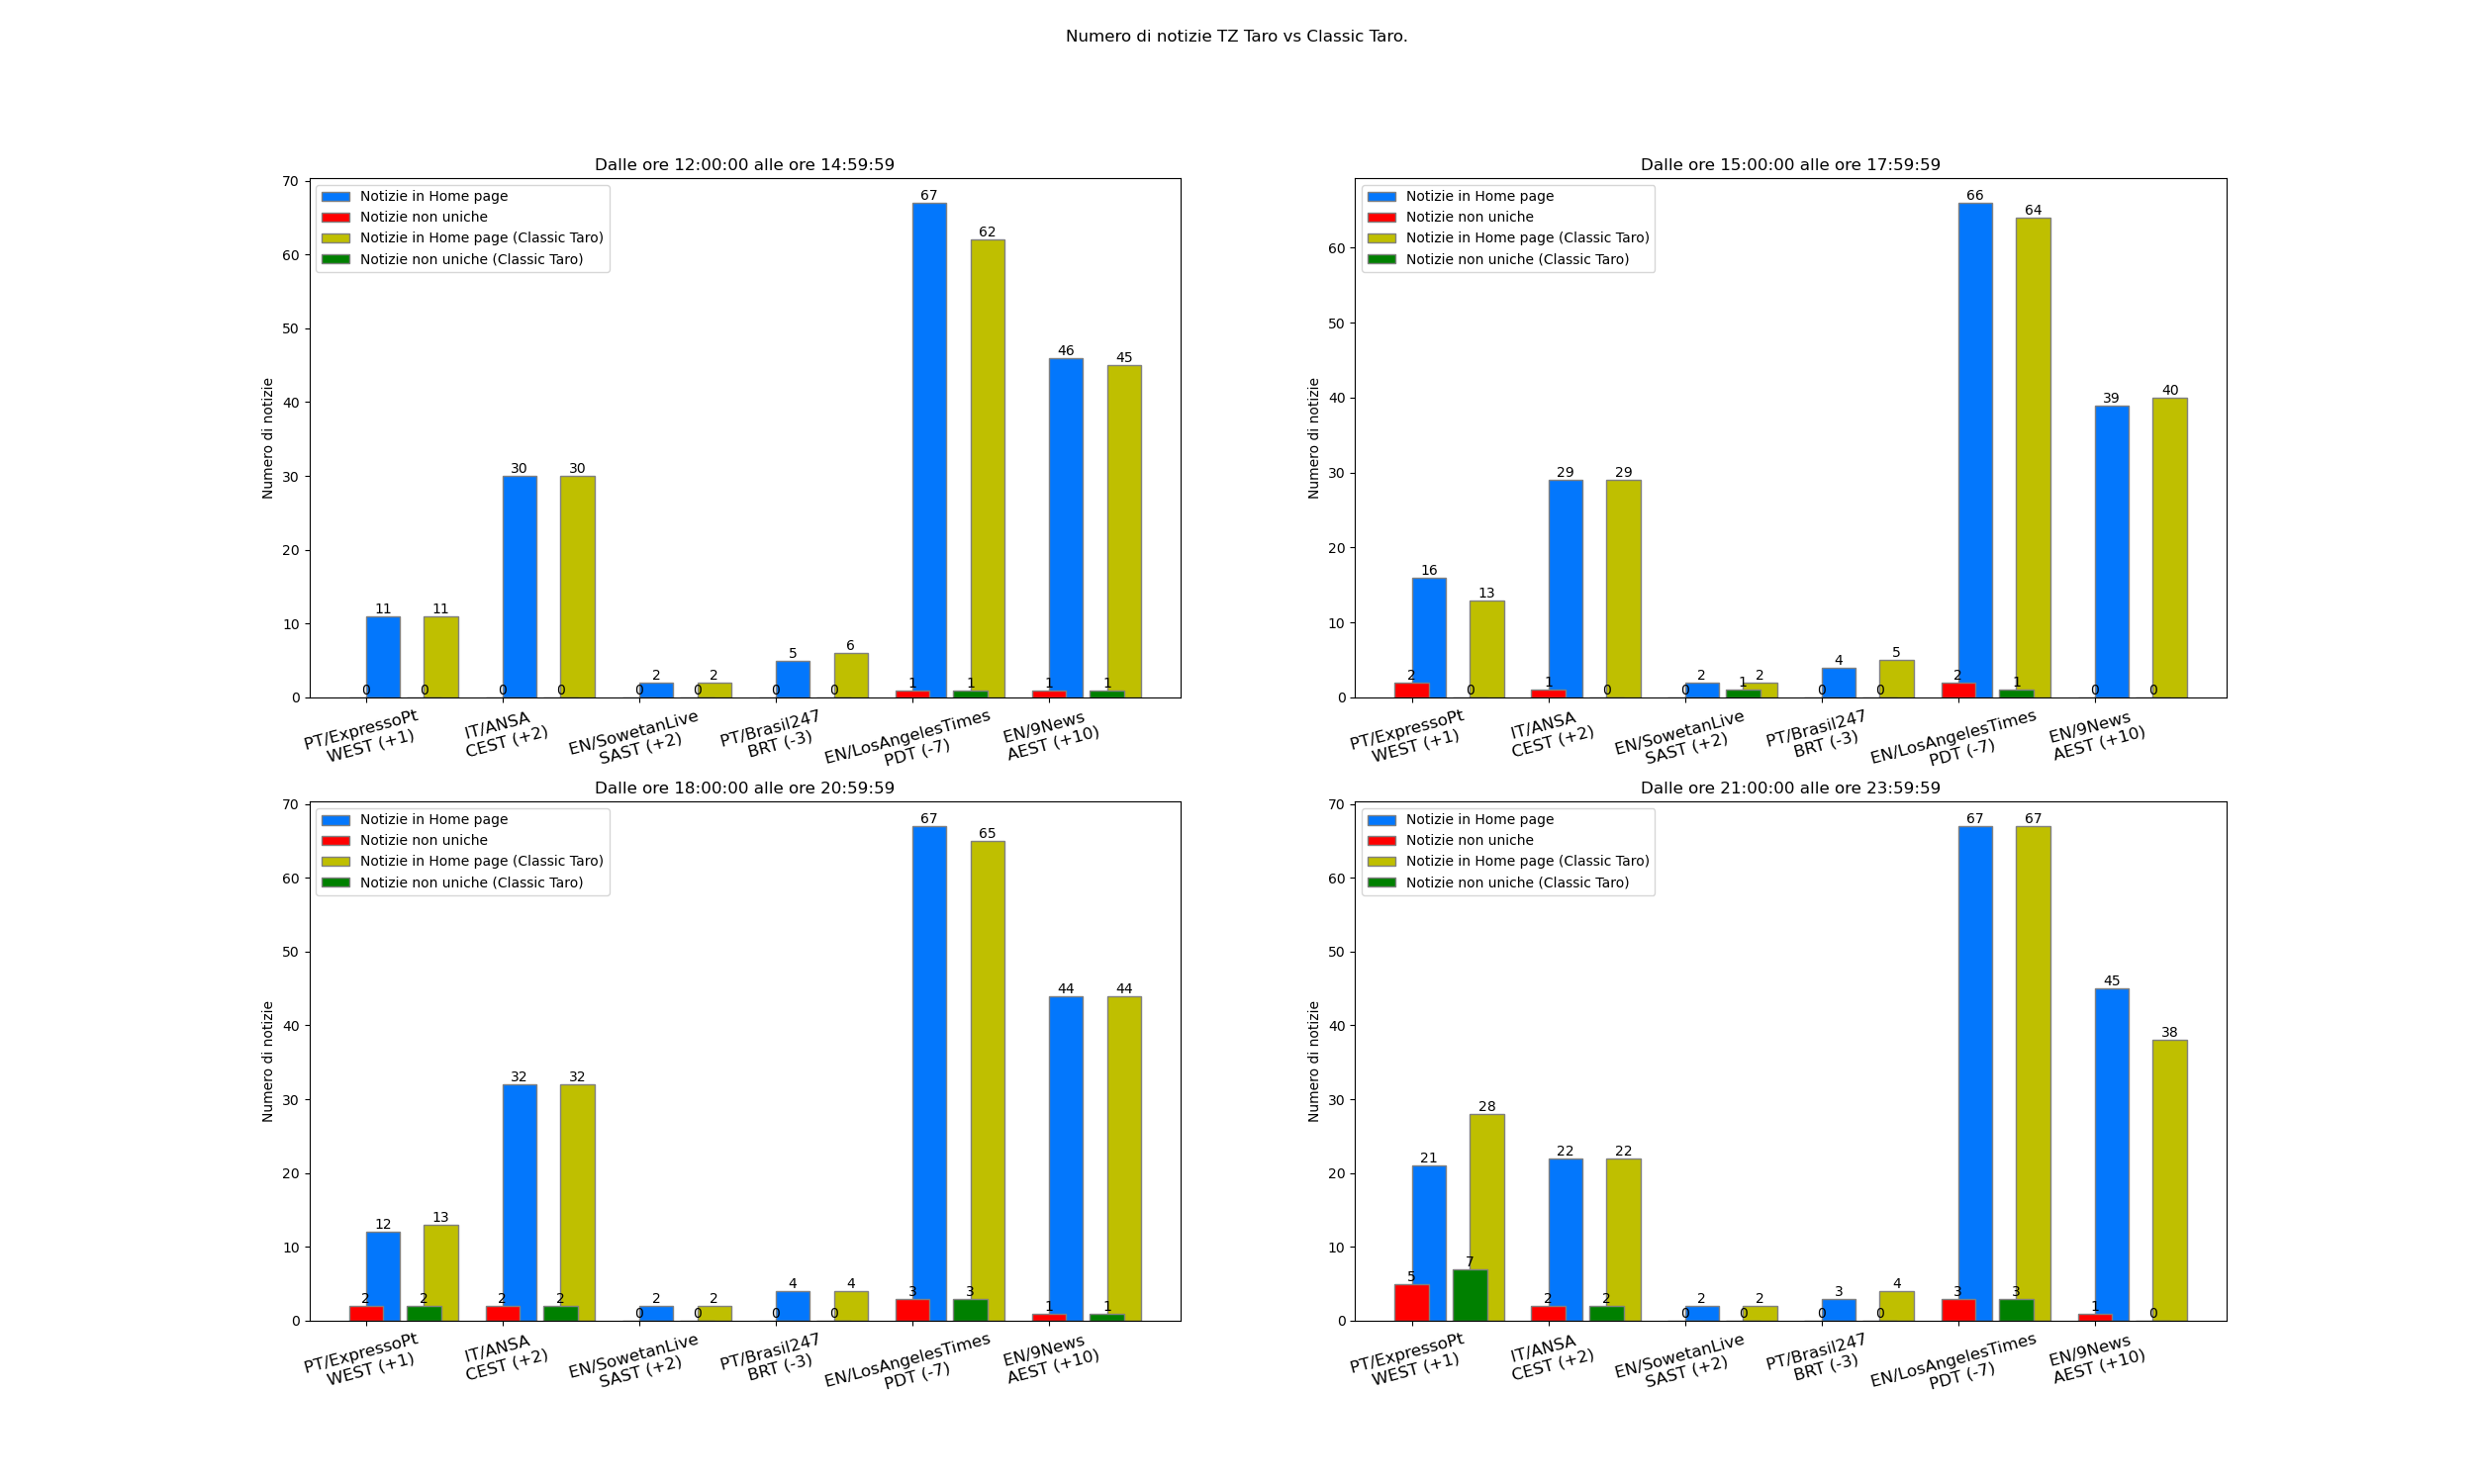 Numero di notizie TZ Taro vs Classic Taro.
Dalle ore 12:00:00 alle ore 14:59:59
Notizie in Home page
Notizie non uniche
Notizie in Home page (Classic Taro)
Notizie non uniche (Classic Taro)
Numero di notizie
70
60
50
40
30
20
10
0
0 11 0 11
0 30 0 30
0 2 0 2
0 5 0 6
1 67 1 62
1 46 1 45
PT/ExpressoPt
WEST (+1)
IT/ANSA
CEST (+2)
EN/SowetanLive
SAST (+2)
PT/Brasil247
BRT (-3)
EN/LosAngelesTimes
PDT (-7)
EN/9News
AEST (+10)
Dalle ore 15:00:00 alle ore 17:59:59
Notizie in Home page
Notizie non uniche
Notizie in Home page (Classic Taro)
Notizie non uniche (Classic Taro)
Numero di notizie
60
50
40
30
20
10
0
2 16 0 13
1 29 0 29
0 2 1 2
0 4 0 5
2 66 1 64
0 39 0 40
PT/ExpressoPt
WEST (+1)
IT/ANSA
CEST (+2)
EN/SowetanLive
SAST (+2)
PT/Brasil247
BRT (-3)
EN/LosAngelesTimes
PDT (-7)
EN/9News
AEST (+10)
Dalle ore 18:00:00 alle ore 20:59:59
Notizie in Home page
Notizie non uniche
Notizie in Home page (Classic Taro)
Notizie non uniche (Classic Taro)
Numero di notizie
70
60
50
40
30
20
10
0
2 12 2 13
2 32 2 32
0 2 0 2
0 4 0 4
3 67 3 65
1 44 1 44
PT/ExpressoPt
WEST (+1)
IT/ANSA
CEST (+2)
EN/SowetanLive
SAST (+2)
PT/Brasil247
BRT (-3)
EN/LosAngelesTimes
PDT (-7)
EN/9News
AEST (+10)
Dalle ore 21:00:00 alle ore 23:59:59
Notizie in Home page
Notizie non uniche
Notizie in Home page (Classic Taro)
Notizie non uniche (Classic Taro)
Numero di notizie
70
60
50
40
30
20
10
0
5 21 7 28
2 22 2 22
0 2 0 2
0 3 0 4
3 67 3 67
1 45 0 38
PT/ExpressoPt
WEST (+1)
IT/ANSA
CEST (+2)
EN/SowetanLive
SAST (+2)
PT/Brasil247
BRT (-3)
EN/LosAngelesTimes
PDT (-7)
EN/9News
AEST (+10)